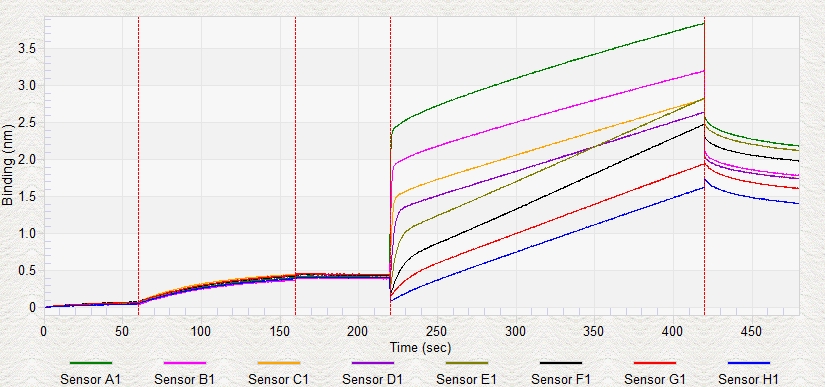 Binding (nm)
3.5
3.0
2.5
2.0
1.5
1.0
0.5
0
0 50 100 150 200 250 300 350 400 450
Time (sec)
Sensor A1 Sensor B1 Sensor C1 Sensor D1 Sensor E1 Sensor F1 Sensor G1 Sensor H1